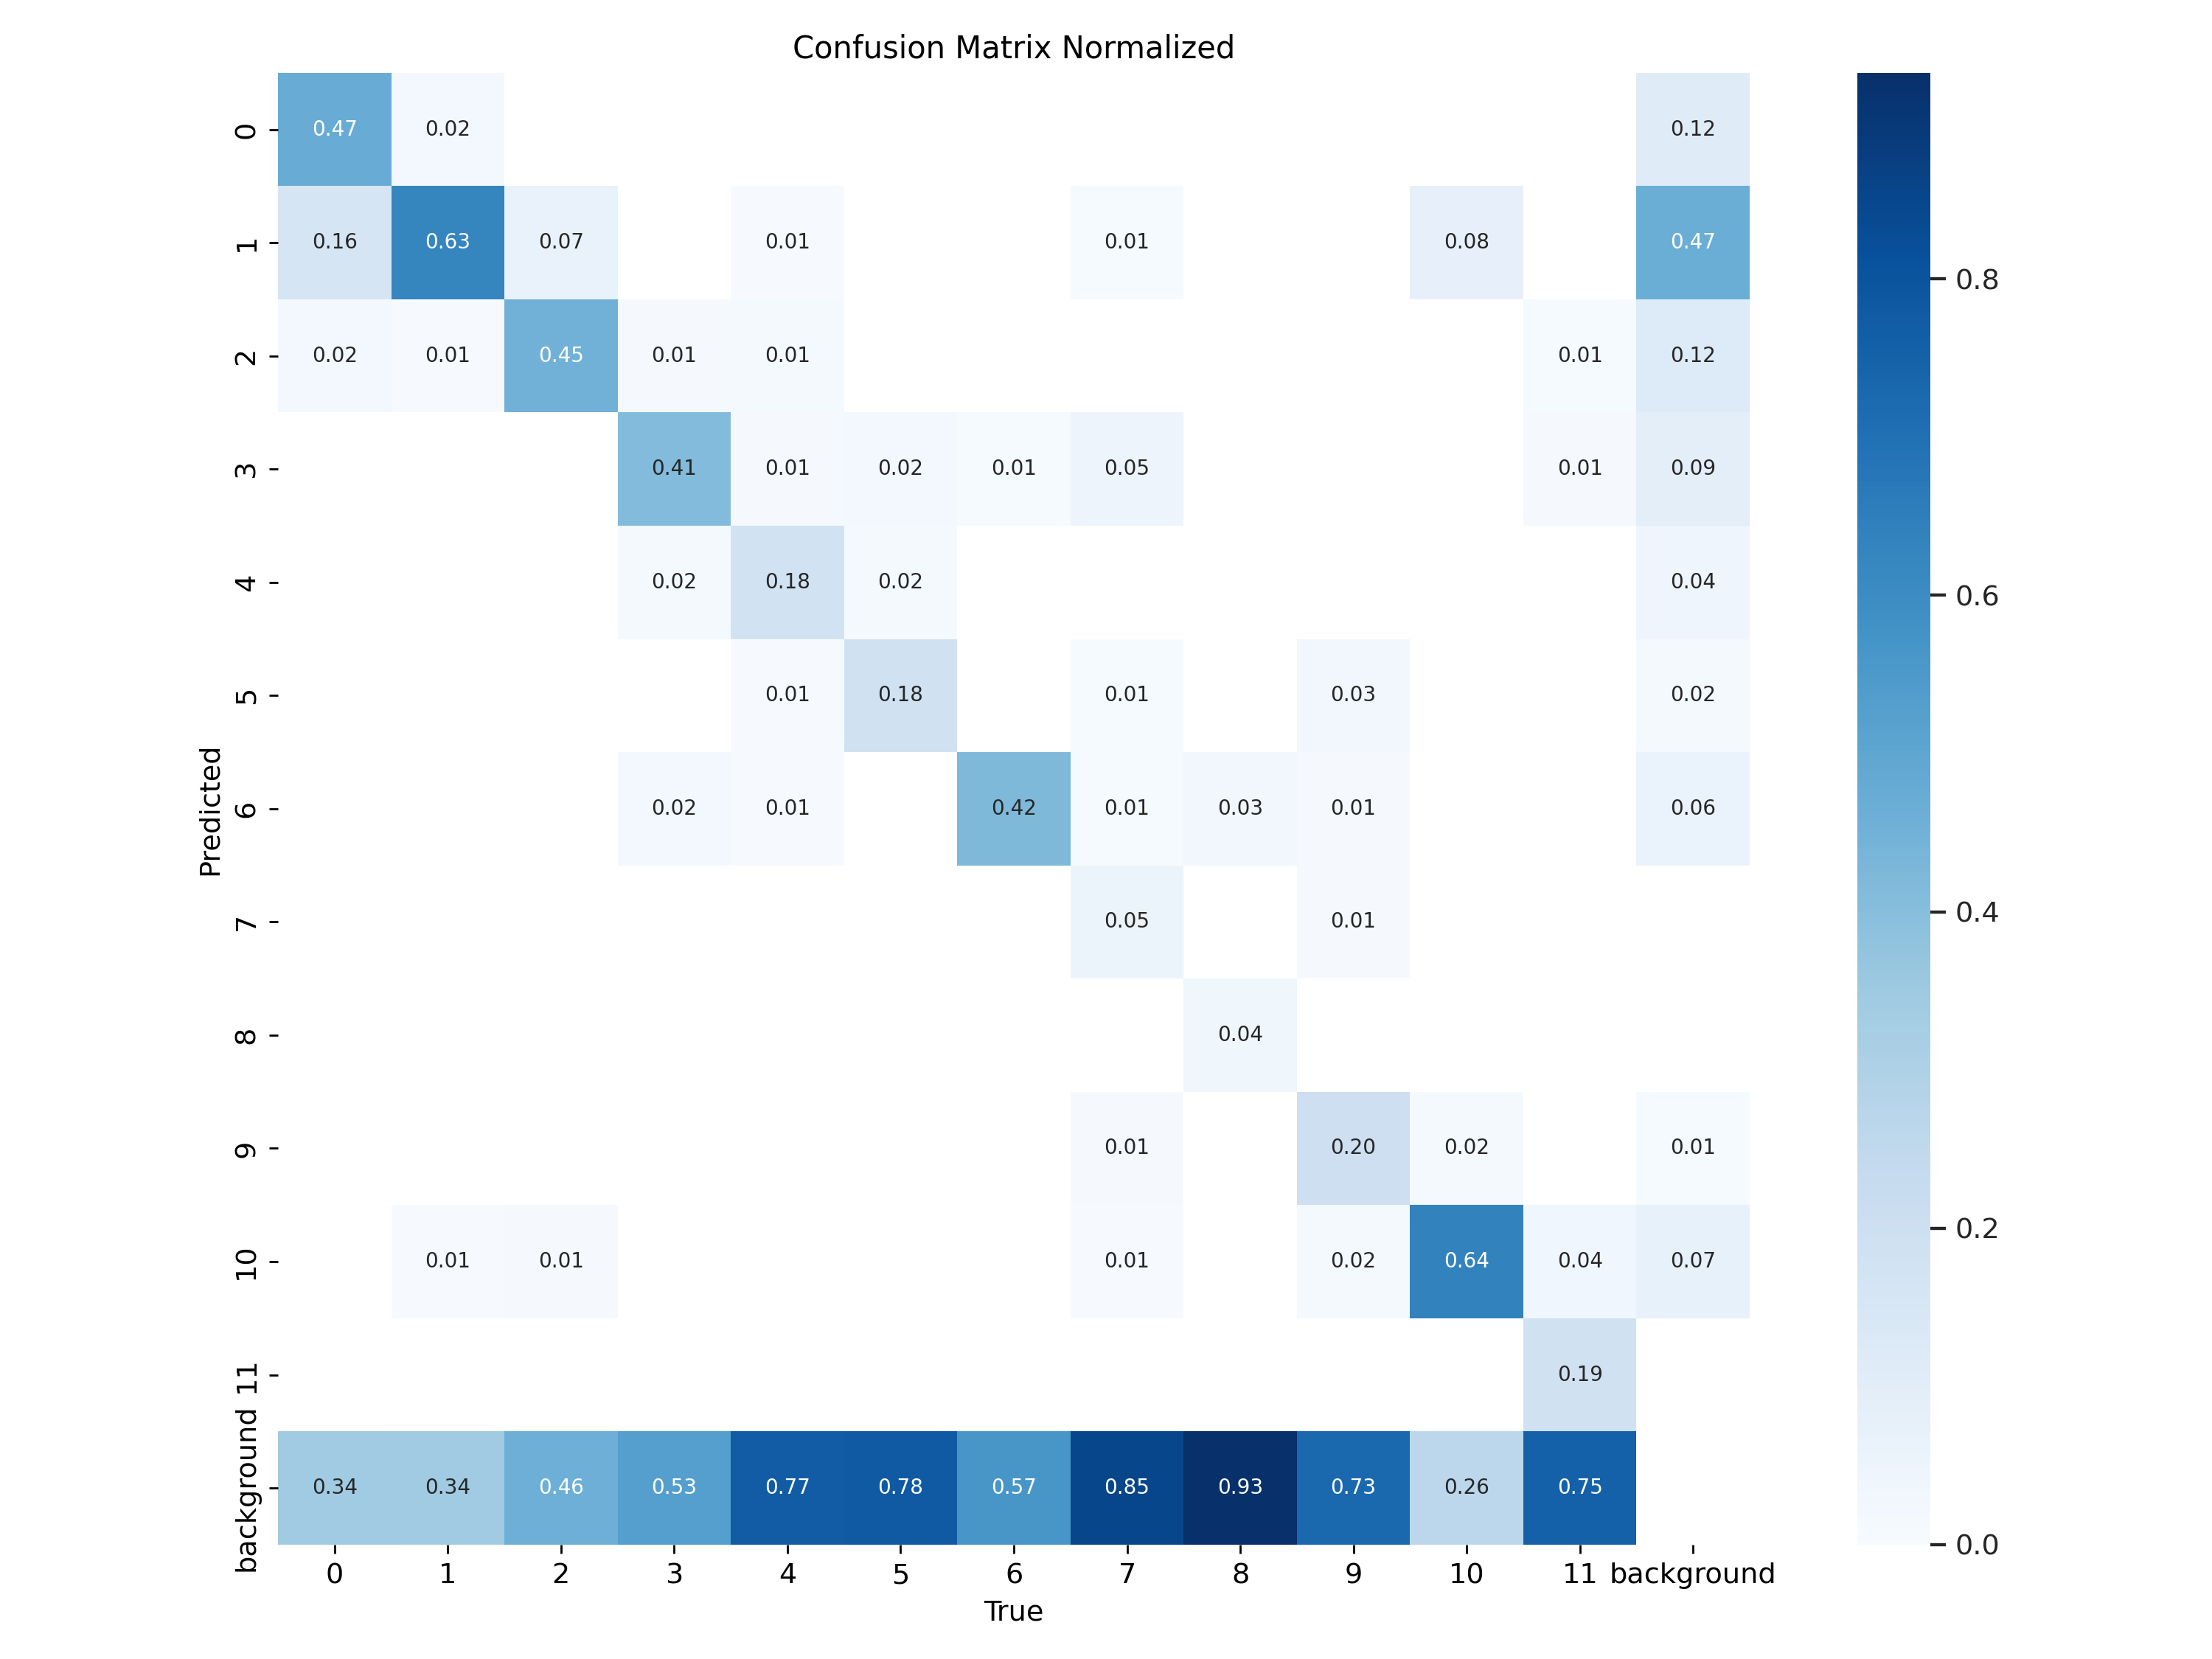 Confusion Matrix Normalized
0 0.47 0.02 0.12
1 0.16 0.63 0.07 0.01 0.01 0.08 0.47
0.8
2 0.02 0.01 0.45 0.01 0.01 0.01 0.12
3 0.41 0.01 0.02 0.01 0.05 0.01 0.09
4 0.02 0.18 0.02 0.04
0.6
5 0.01 0.18 0.01 0.03 0.02
Predicted
6 0.02 0.01 0.42 0.01 0.03 0.01 0.06
7 0.05 0.01
0.4
8 0.04
9 0.01 0.20 0.02 0.01
0.2
10 0.01 0.01 0.01 0.02 0.64 0.04 0.07
11 0.19
background 0.34 0.34 0.46 0.53 0.77 0.78 0.57 0.85 0.93 0.73 0.26 0.75
0.0
0 1 2 3 4 5 6 7 8 9 10 11 background
True